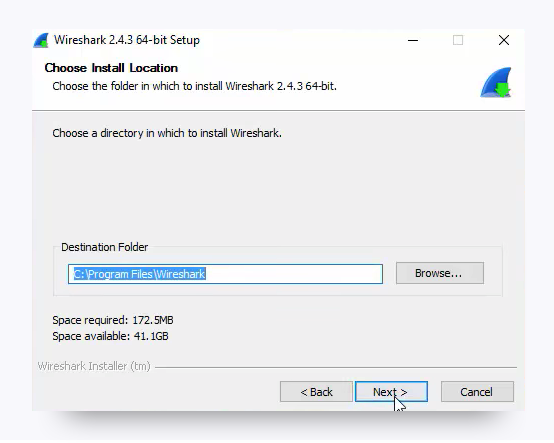 Wireshark 2.4.3 64-bit Setup
Choose Install Location
Choose the folder in which to install Wireshark 2.4.3 64-bit.
Choose a directory in which to install Wireshark.
Destination Folder
C:\Program Files\Wireshark
Browse...
Space required: 172.5MB
Space available: 41.1GB
Wireshark Installer (tm)
< Back Next > Cancel